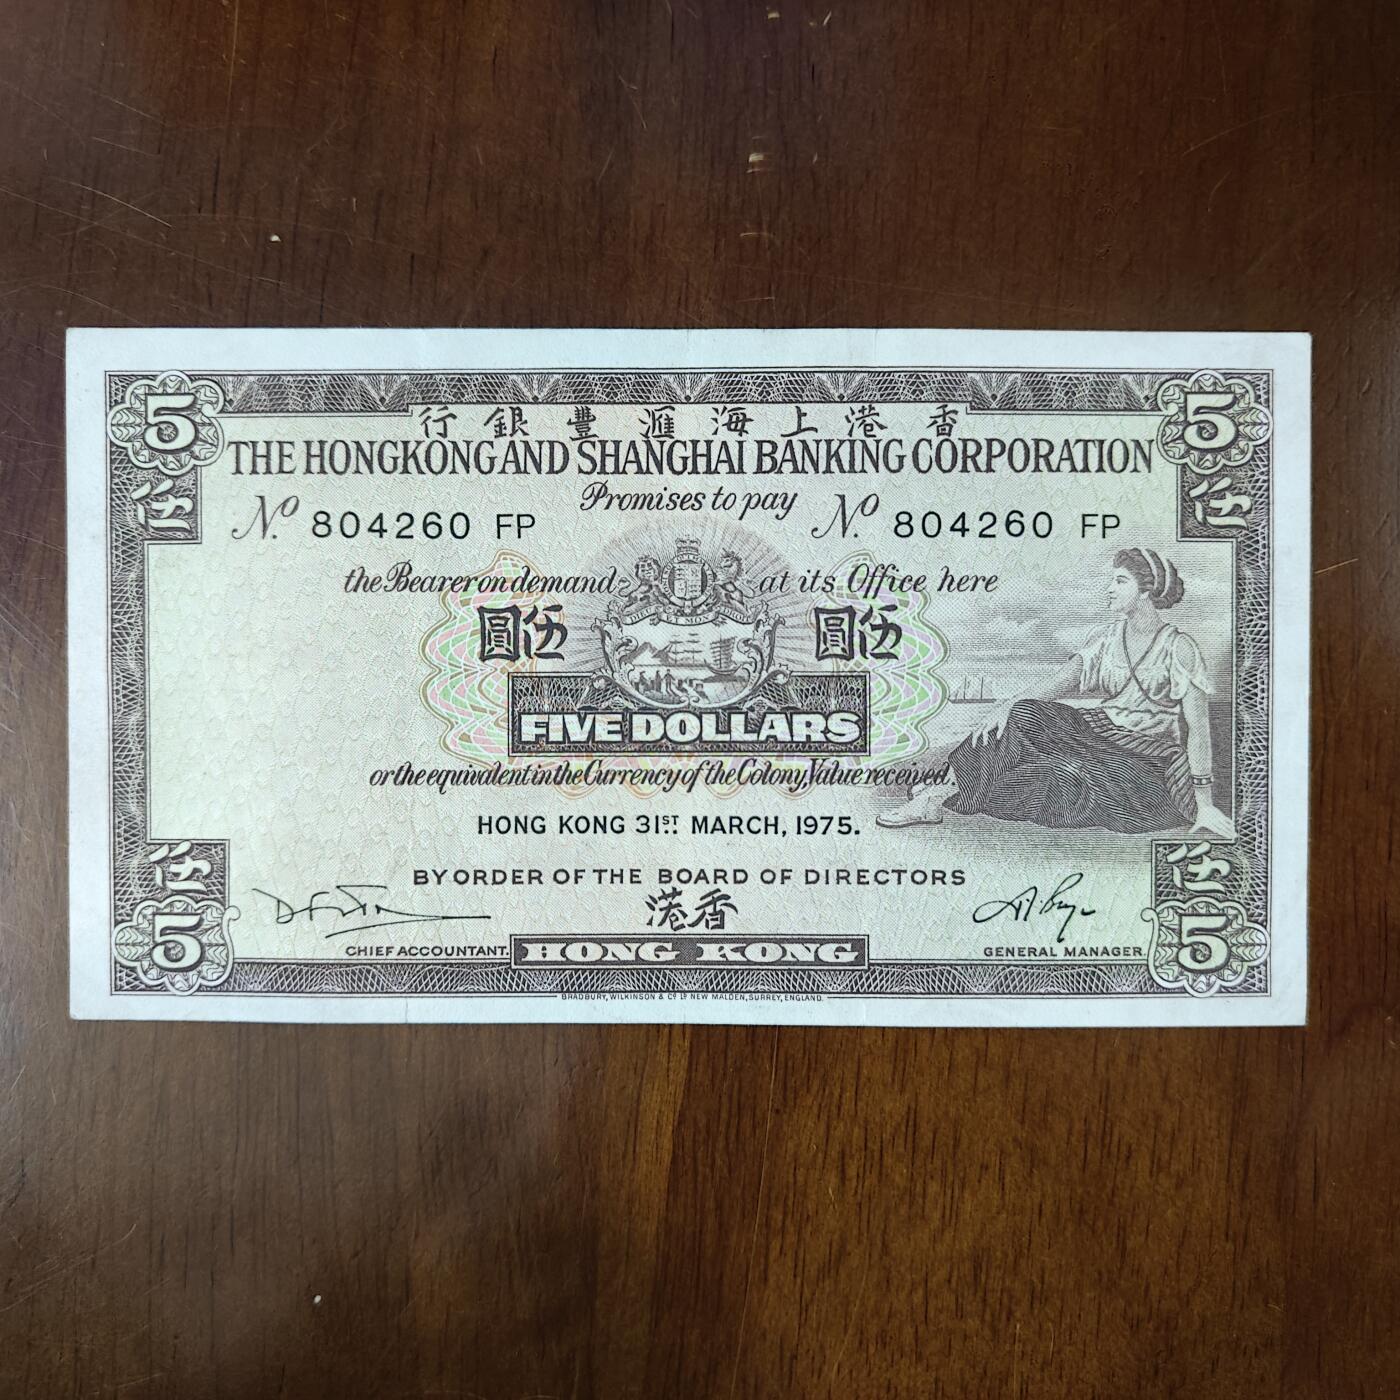 5 5
行銀豐滙海上港香
THE HONGKONG AND SHANGHAI BANKING CORPORATION
伍 伍
Promises to pay
Nº 804260 FP Nº 804260 FP
the Bearer on demand at its Office here
圓伍 圓伍
FIVE DOLLARS
or the equivalent in the Currency of the Colony, Value received.
HONG KONG 31ST MARCH, 1975.
伍 伍
BY ORDER OF THE BOARD OF DIRECTORS
港香
5 5
CHIEF ACCOUNTANT. HONG KONG GENERAL MANAGER.
BRADBURY, WILKINSON & Cº Lᴰ NEW MALDEN, SURREY, ENGLAND.